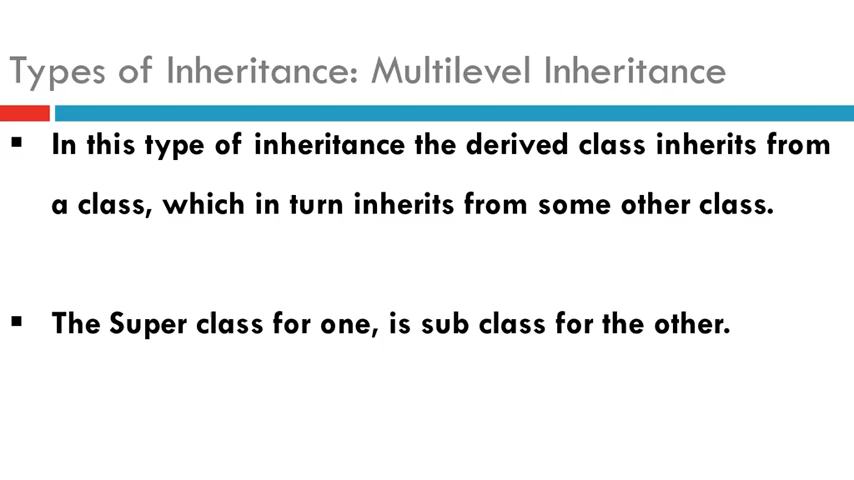 Types of Inheritance: Multilevel Inheritance
▪ In this type of inheritance the derived class inherits from
a class, which in turn inherits from some other class.
▪ The Super class for one, is sub class for the other.